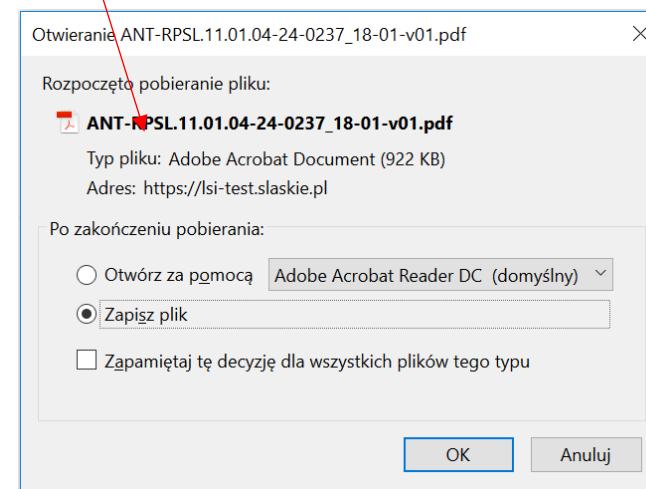 Otwieranie ANT-RPSL.11.01.04-24-0237_18-01-v01.pdf
Rozpoczęto pobieranie pliku:
ANT-RPSL.11.01.04-24-0237_18-01-v01.pdf
Typ pliku: Adobe Acrobat Document (922 KB)
Adres: https://lsi-test.slaskie.pl
Po zakończeniu pobierania:
Otwórz za pomocą Adobe Acrobat Reader DC (domyślny)
Zapisz plik
Zapamiętaj tę decyzję dla wszystkich plików tego typu
OK Anuluj